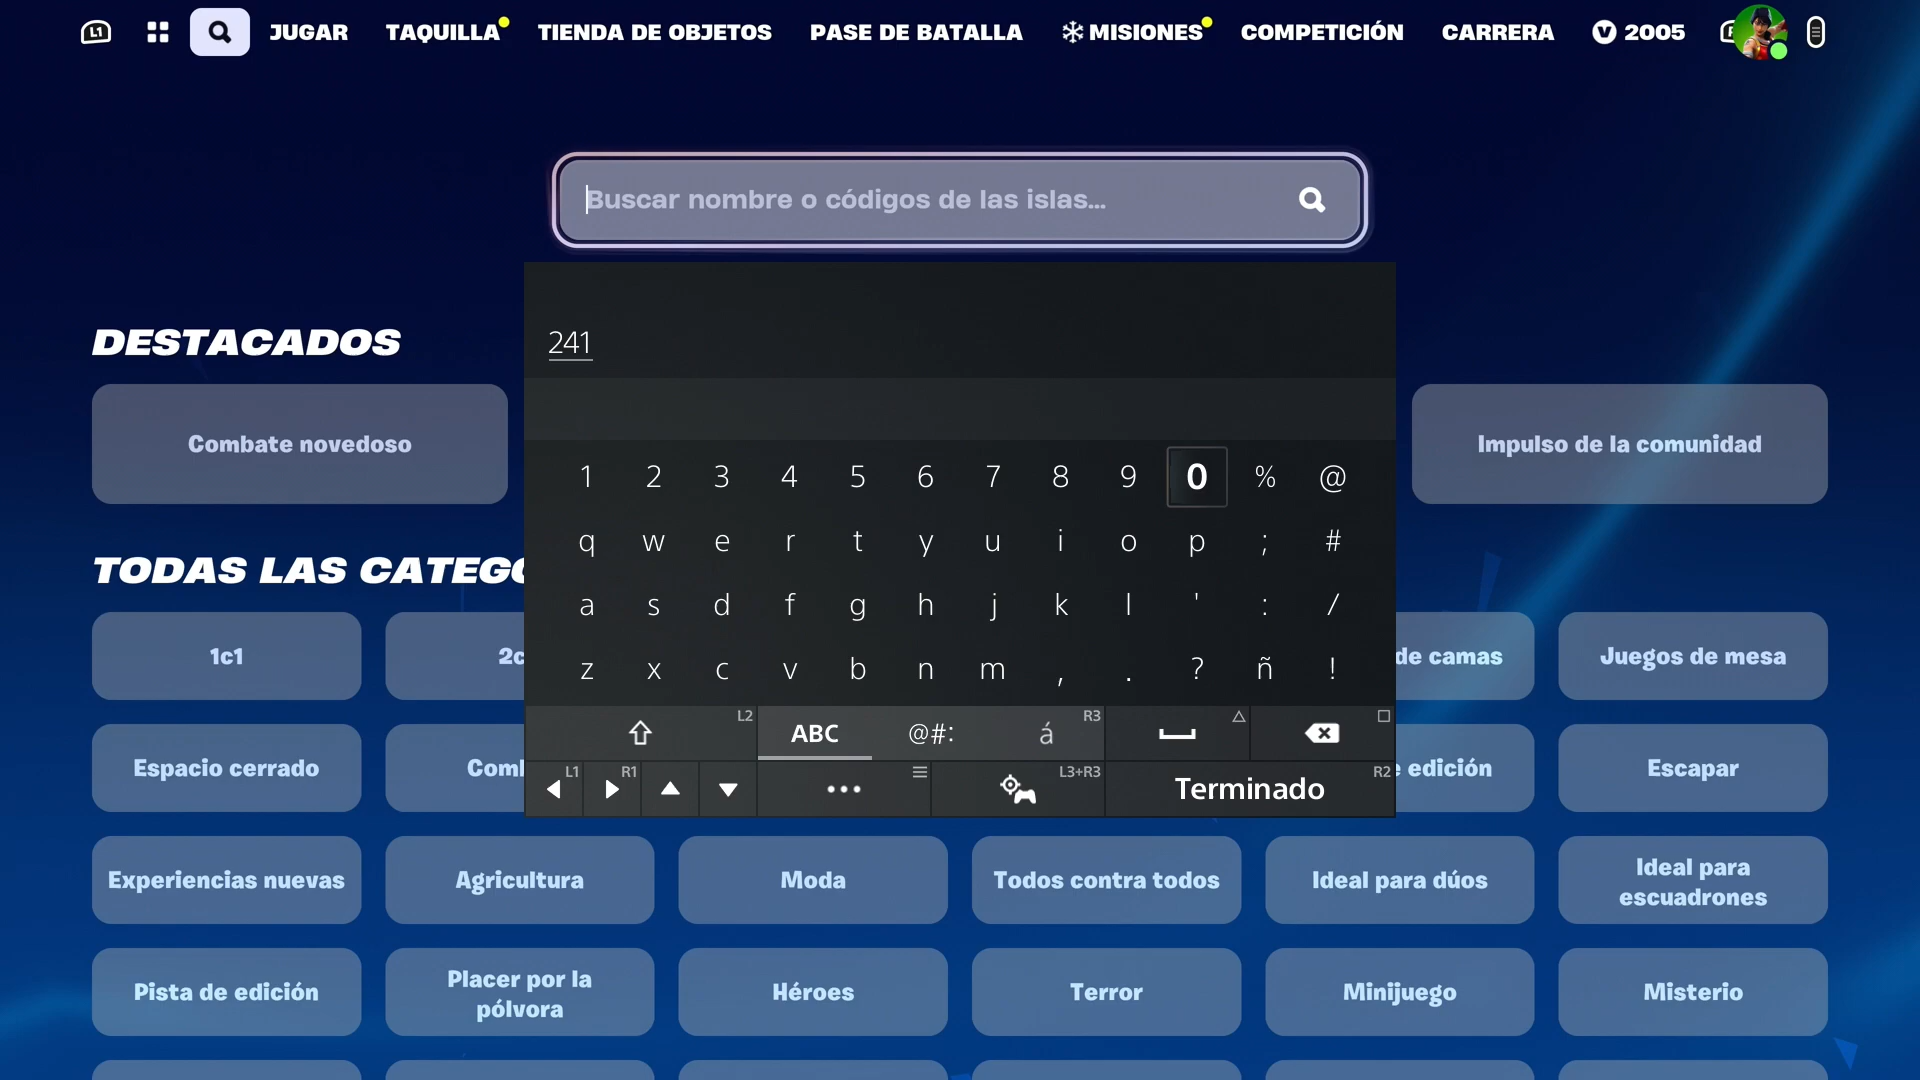 L1 JUGAR TAQUILLA TIENDA DE OBJETOS PASE DE BATALLA MISIONES COMPETICIÓN CARRERA V 2005
Buscar nombre o códigos de las islas...
241
DESTACADOS
Combate novedoso
Impulso de la comunidad
1 2 3 4 5 6 7 8 9 0 % @
q w e r t y u i o p ; #
a s d f g h j k l ' : /
z x c v b n m , . ? ñ !
L2 ABC @#: á R3
L1 R1 ... L3+R3 Terminado R2
TODAS LAS CATEGO
1c1
2c
de camas
Juegos de mesa
Espacio cerrado
Com
edición
Escapar
Experiencias nuevas
Agricultura
Moda
Todos contra todos
Ideal para dúos
Ideal para
escuadrones
Pista de edición
Placer por la
pólvora
Héroes
Terror
Minijuego
Misterio